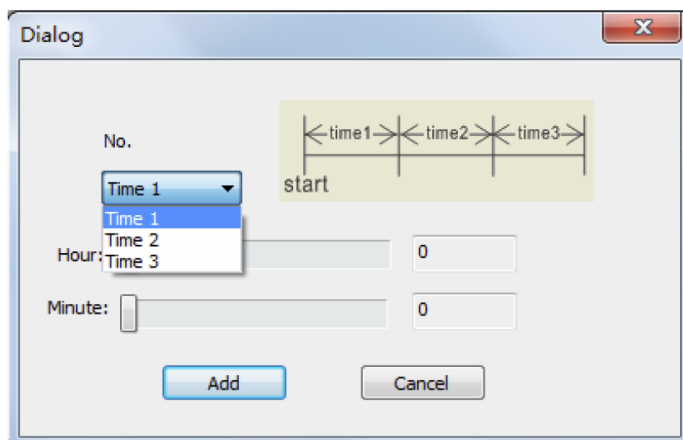 Dialog
No.
time1 time2 time3
start
Time 1
Time 1
Time 2
Time 3
Hour: 0
Minute: 0
Add Cancel